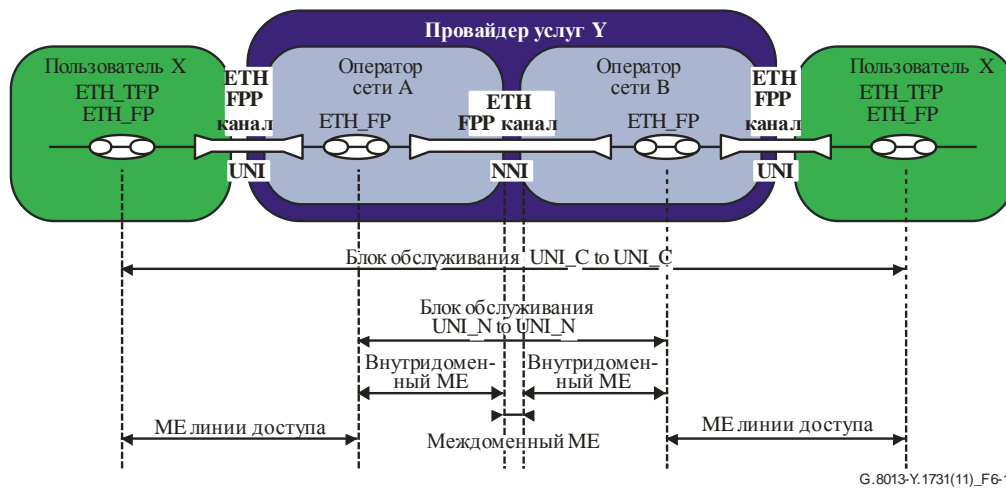 Провайдер услуг Y
Пользователь X
ETH_TFP
ETH_FP
ETH
FPP
канал
UNI
Оператор
сети A
ETH_FP
ETH
FPP канал
NNI
Оператор
сети B
ETH_FP
ETH
FPP
канал
UNI
Пользователь X
ETH_TFP
ETH_FP
Блок обслуживания UNI_C to UNI_C
Блок обслуживания
UNI_N to UNI_N
Внутридомен-
ный ME
Внутридомен-
ный ME
ME линии доступа
Междоменный ME
ME линии доступа
G.8013-Y.1731(11)_F6-1